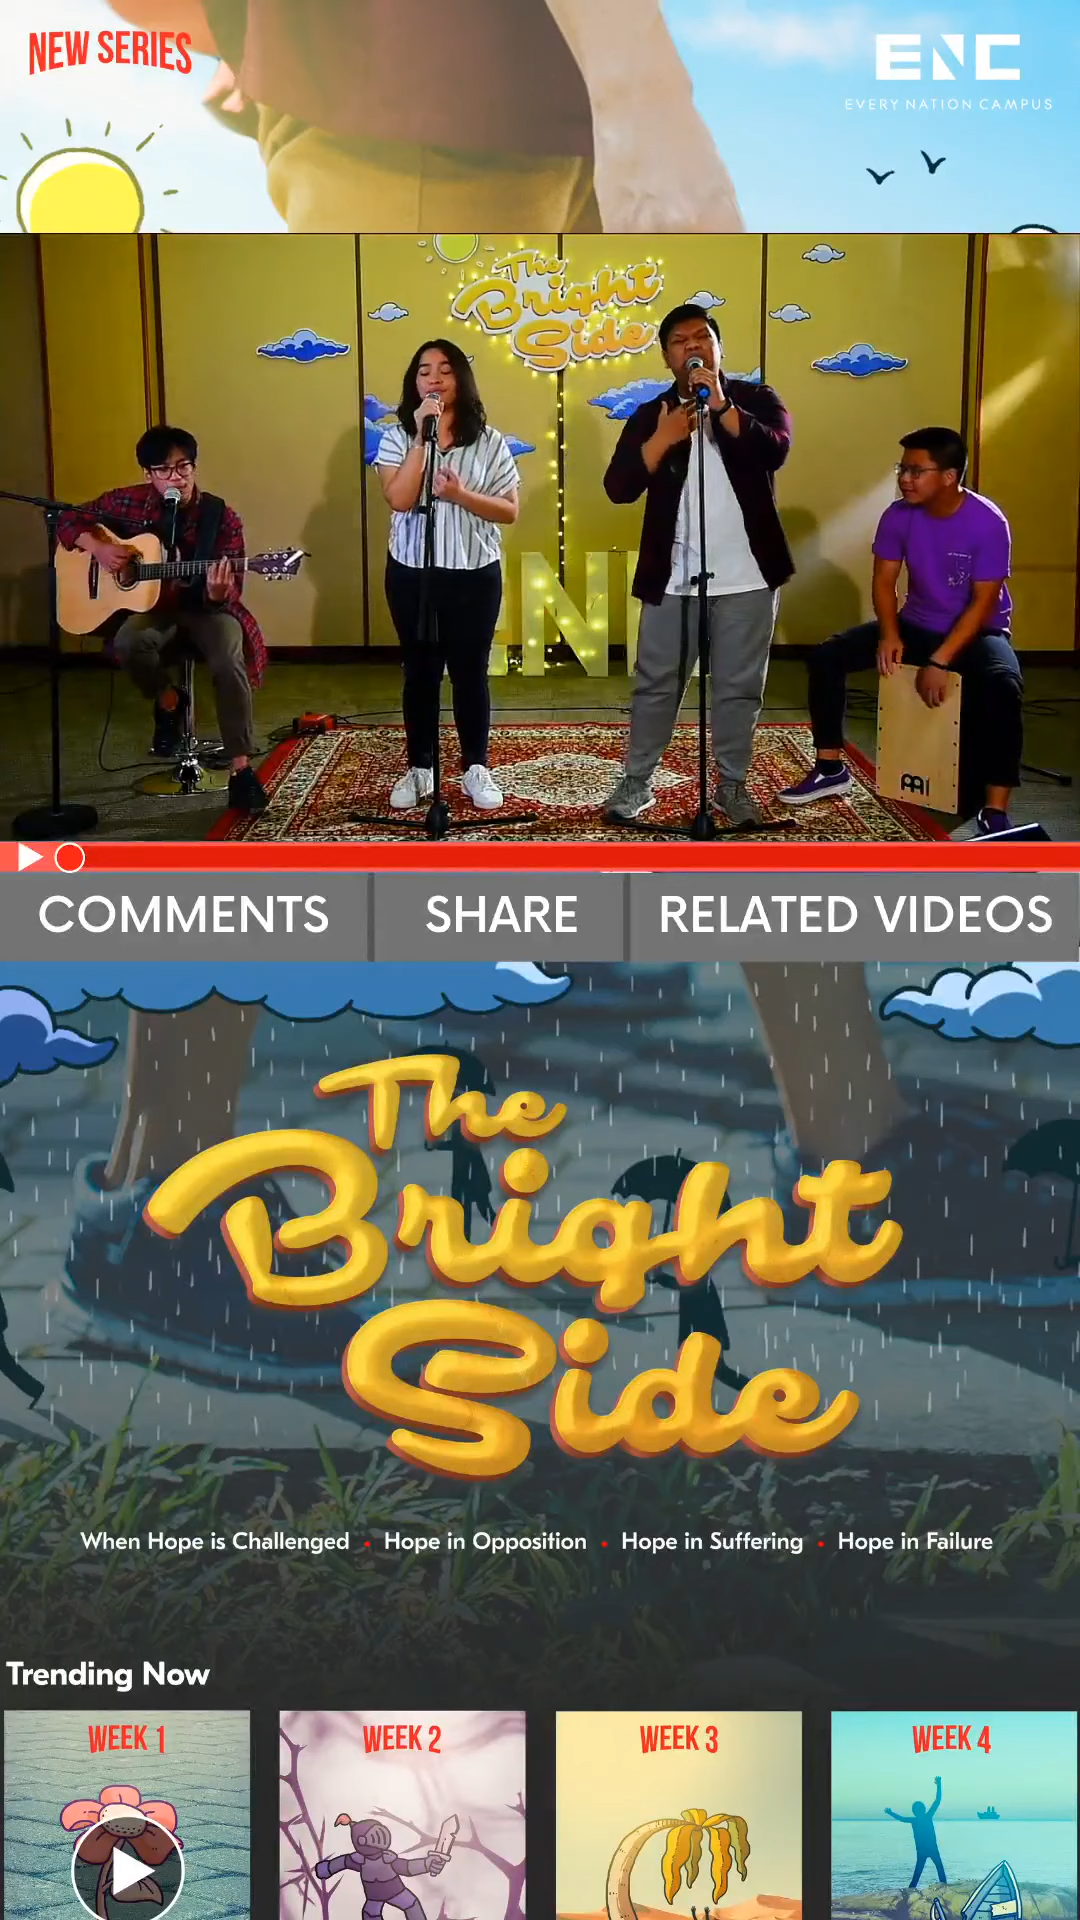 NEW SERIES
ENC
EVERY NATION CAMPUS
The
Bright
Side
EN
COMMENTS
SHARE
RELATED VIDEOS
The
Bright
Side
When Hope is Challenged • Hope in Opposition • Hope in Suffering • Hope in Failure
Trending Now
WEEK 1
WEEK 2
WEEK 3
WEEK 4